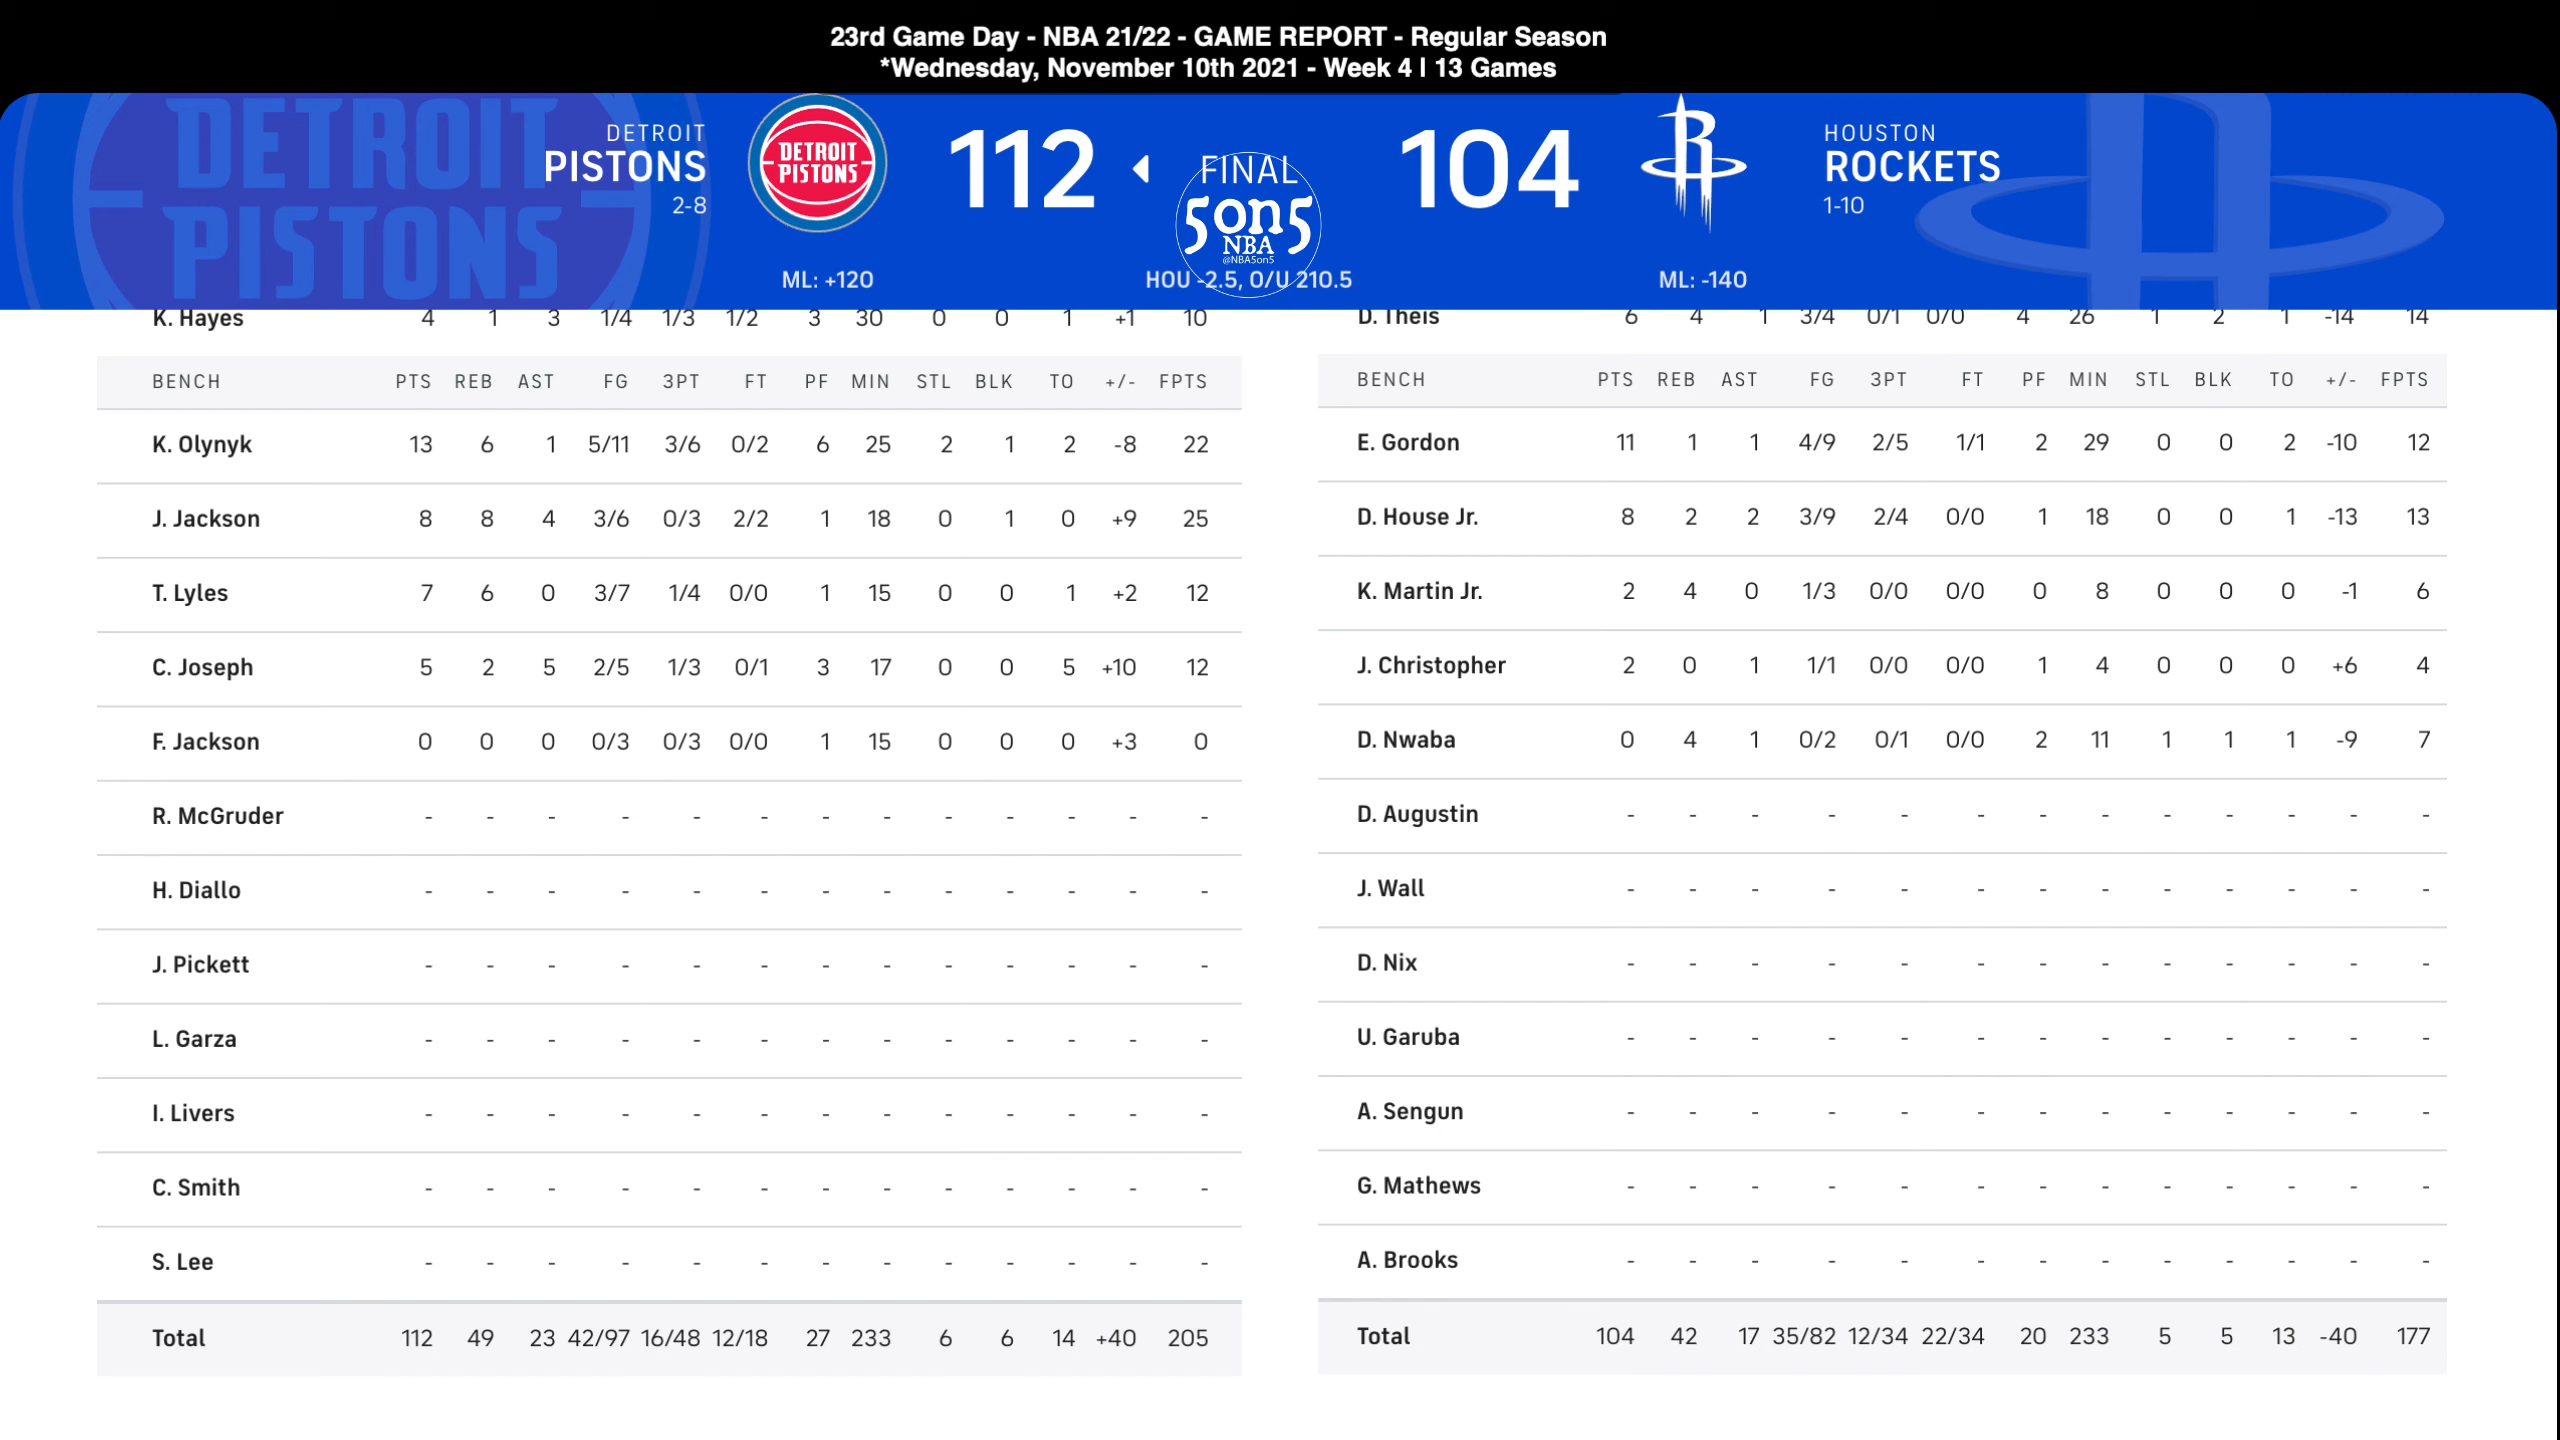 23rd Game Day - NBA 21/22 - GAME REPORT - Regular Season
*Wednesday, November 10th 2021 - Week 4 | 13 Games
DETROIT PISTONS
DETROIT
PISTONS
2-8
DETROIT PISTONS
112
FINAL
5on5
NBA
@NBA5on5
104
R
HOUSTON
ROCKETS
1-10
ML: +120
HOU -2.5, O/U 210.5
ML: -140
K. Hayes 4 1 3 1/4 1/3 1/2 3 30 0 0 1 +1 10
BENCH PTS REB AST FG 3PT FT PF MIN STL BLK TO +/- FPTS
K. Olynyk 13 6 1 5/11 3/6 0/2 6 25 2 1 2 -8 22
J. Jackson 8 8 4 3/6 0/3 2/2 1 18 0 1 0 +9 25
T. Lyles 7 6 0 3/7 1/4 0/0 1 15 0 0 1 +2 12
C. Joseph 5 2 5 2/5 1/3 0/1 3 17 0 0 5 +10 12
F. Jackson 0 0 0 0/3 0/3 0/0 1 15 0 0 0 +3 0
R. McGruder - - - - - - - - - - - - -
H. Diallo - - - - - - - - - - - - -
J. Pickett - - - - - - - - - - - - -
L. Garza - - - - - - - - - - - - -
I. Livers - - - - - - - - - - - - -
C. Smith - - - - - - - - - - - - -
S. Lee - - - - - - - - - - - - -
Total 112 49 23 42/97 16/48 12/18 27 233 6 6 14 +40 205
D. Theis 6 4 1 3/4 0/1 0/0 4 26 1 2 1 -14 14
BENCH PTS REB AST FG 3PT FT PF MIN STL BLK TO +/- FPTS
E. Gordon 11 1 1 4/9 2/5 1/1 2 29 0 0 2 -10 12
D. House Jr. 8 2 2 3/9 2/4 0/0 1 18 0 0 1 -13 13
K. Martin Jr. 2 4 0 1/3 0/0 0/0 0 8 0 0 0 -1 6
J. Christopher 2 0 1 1/1 0/0 0/0 1 4 0 0 0 +6 4
D. Nwaba 0 4 1 0/2 0/1 0/0 2 11 1 1 1 -9 7
D. Augustin - - - - - - - - - - - - -
J. Wall - - - - - - - - - - - - -
D. Nix - - - - - - - - - - - - -
U. Garuba - - - - - - - - - - - - -
A. Sengun - - - - - - - - - - - - -
G. Mathews - - - - - - - - - - - - -
A. Brooks - - - - - - - - - - - - -
Total 104 42 17 35/82 12/34 22/34 20 233 5 5 13 -40 177